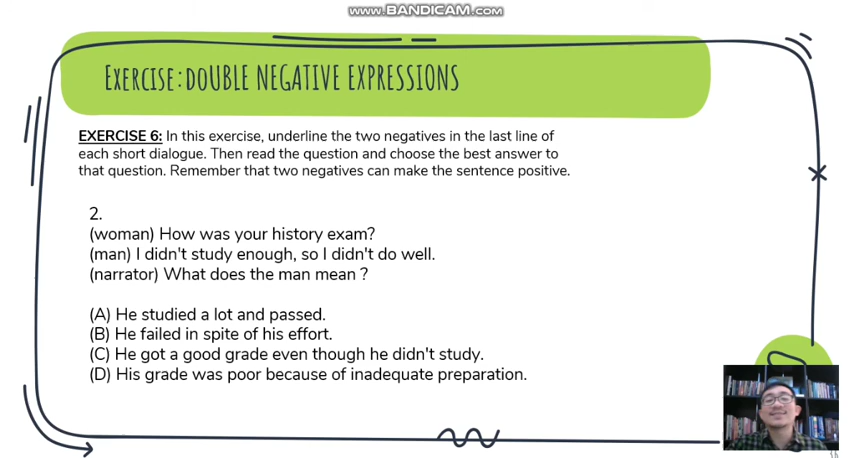 www.BANDICAM.com
Exercise: DOUBLE NEGATIVE EXPRESSIONS
EXERCISE 6: In this exercise, underline the two negatives in the last line of
each short dialogue. Then read the question and choose the best answer to
that question. Remember that two negatives can make the sentence positive.
2.
(woman) How was your history exam?
(man) I didn't study enough, so I didn't do well.
(narrator) What does the man mean ?
(A) He studied a lot and passed.
(B) He failed in spite of his effort.
(C) He got a good grade even though he didn't study.
(D) His grade was poor because of inadequate preparation.